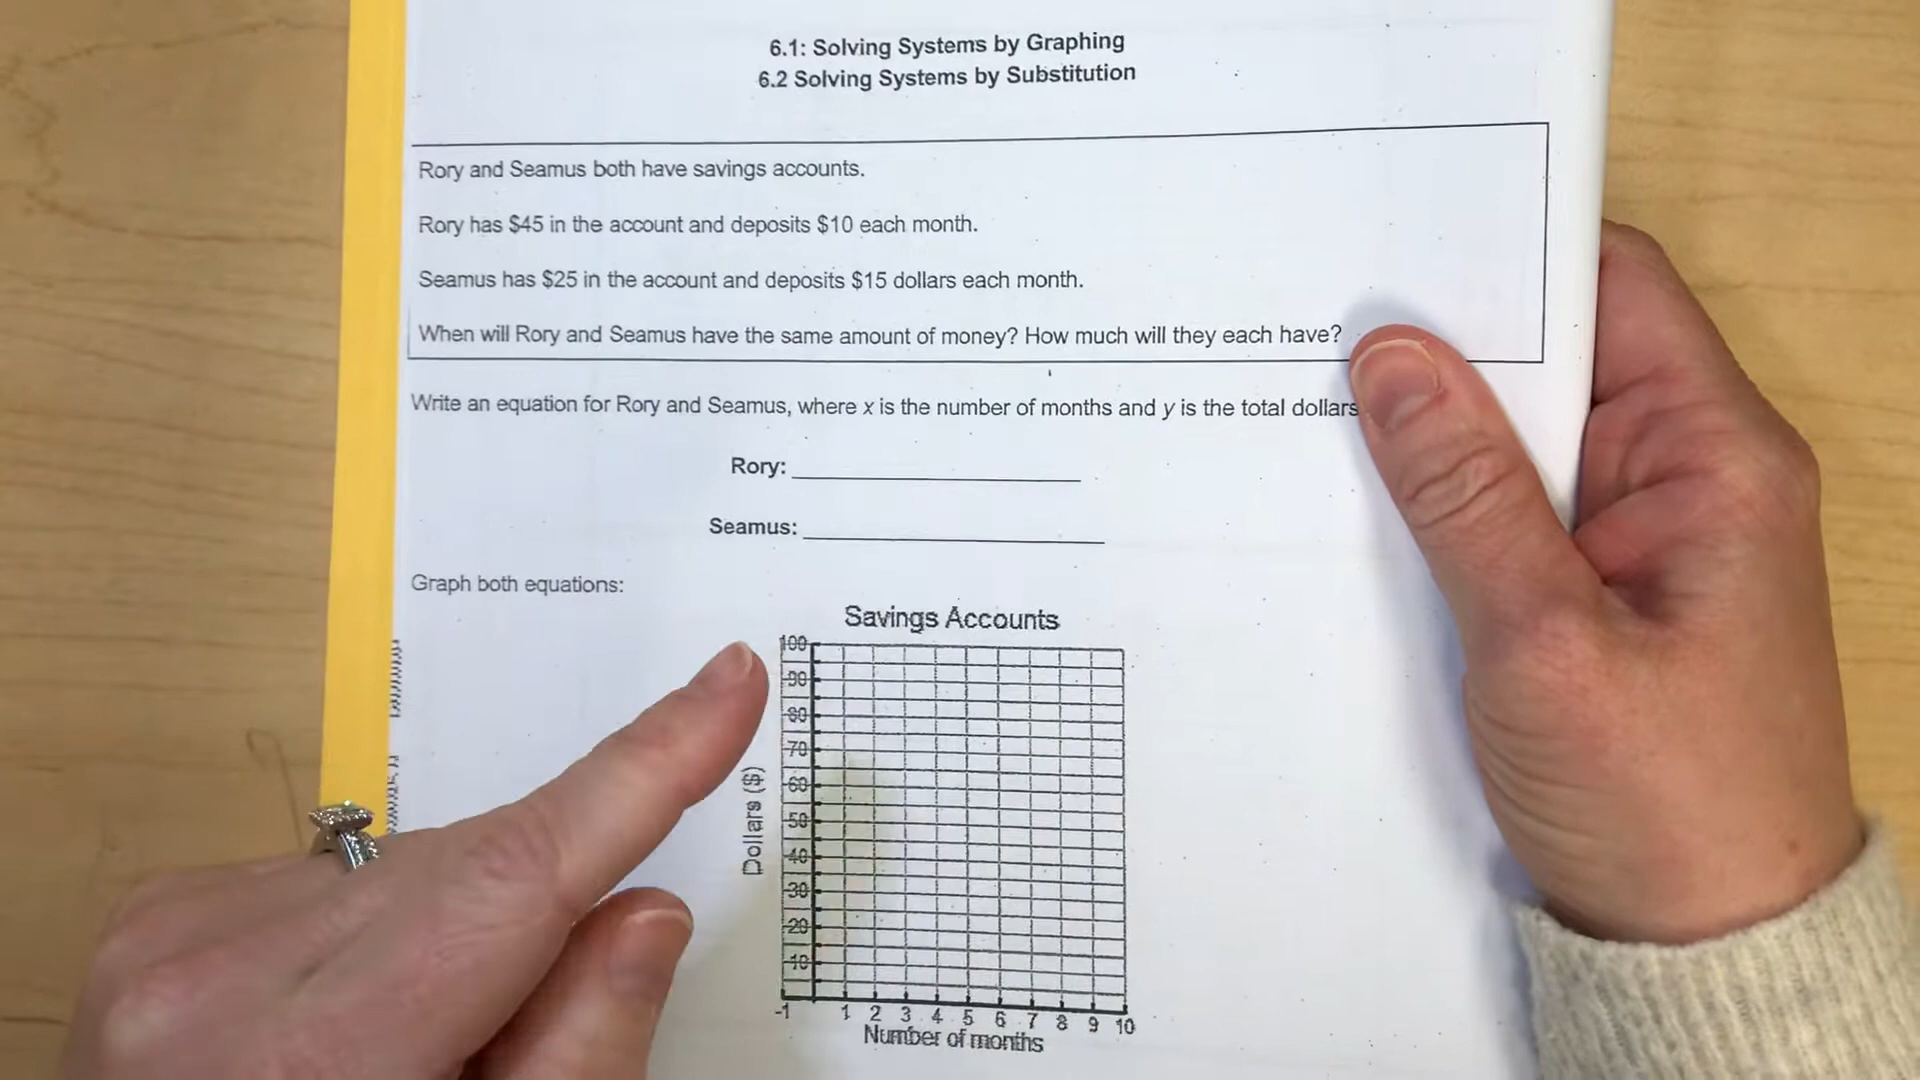 6.1: Solving Systems by Graphing
6.2 Solving Systems by Substitution
Rory and Seamus both have savings accounts.
Rory has $45 in the account and deposits $10 each month.
Seamus has $25 in the account and deposits $15 dollars each month.
When will Rory and Seamus have the same amount of money? How much will they each have?
Write an equation for Rory and Seamus, where x is the number of months and y is the total dollars
Rory:
Seamus:
Graph both equations:
Savings Accounts
100
90
80
70
60
50
40
30
20
10
Dollars ($)
-1 1 2 3 4 5 6 7 8 9 10
Number of months